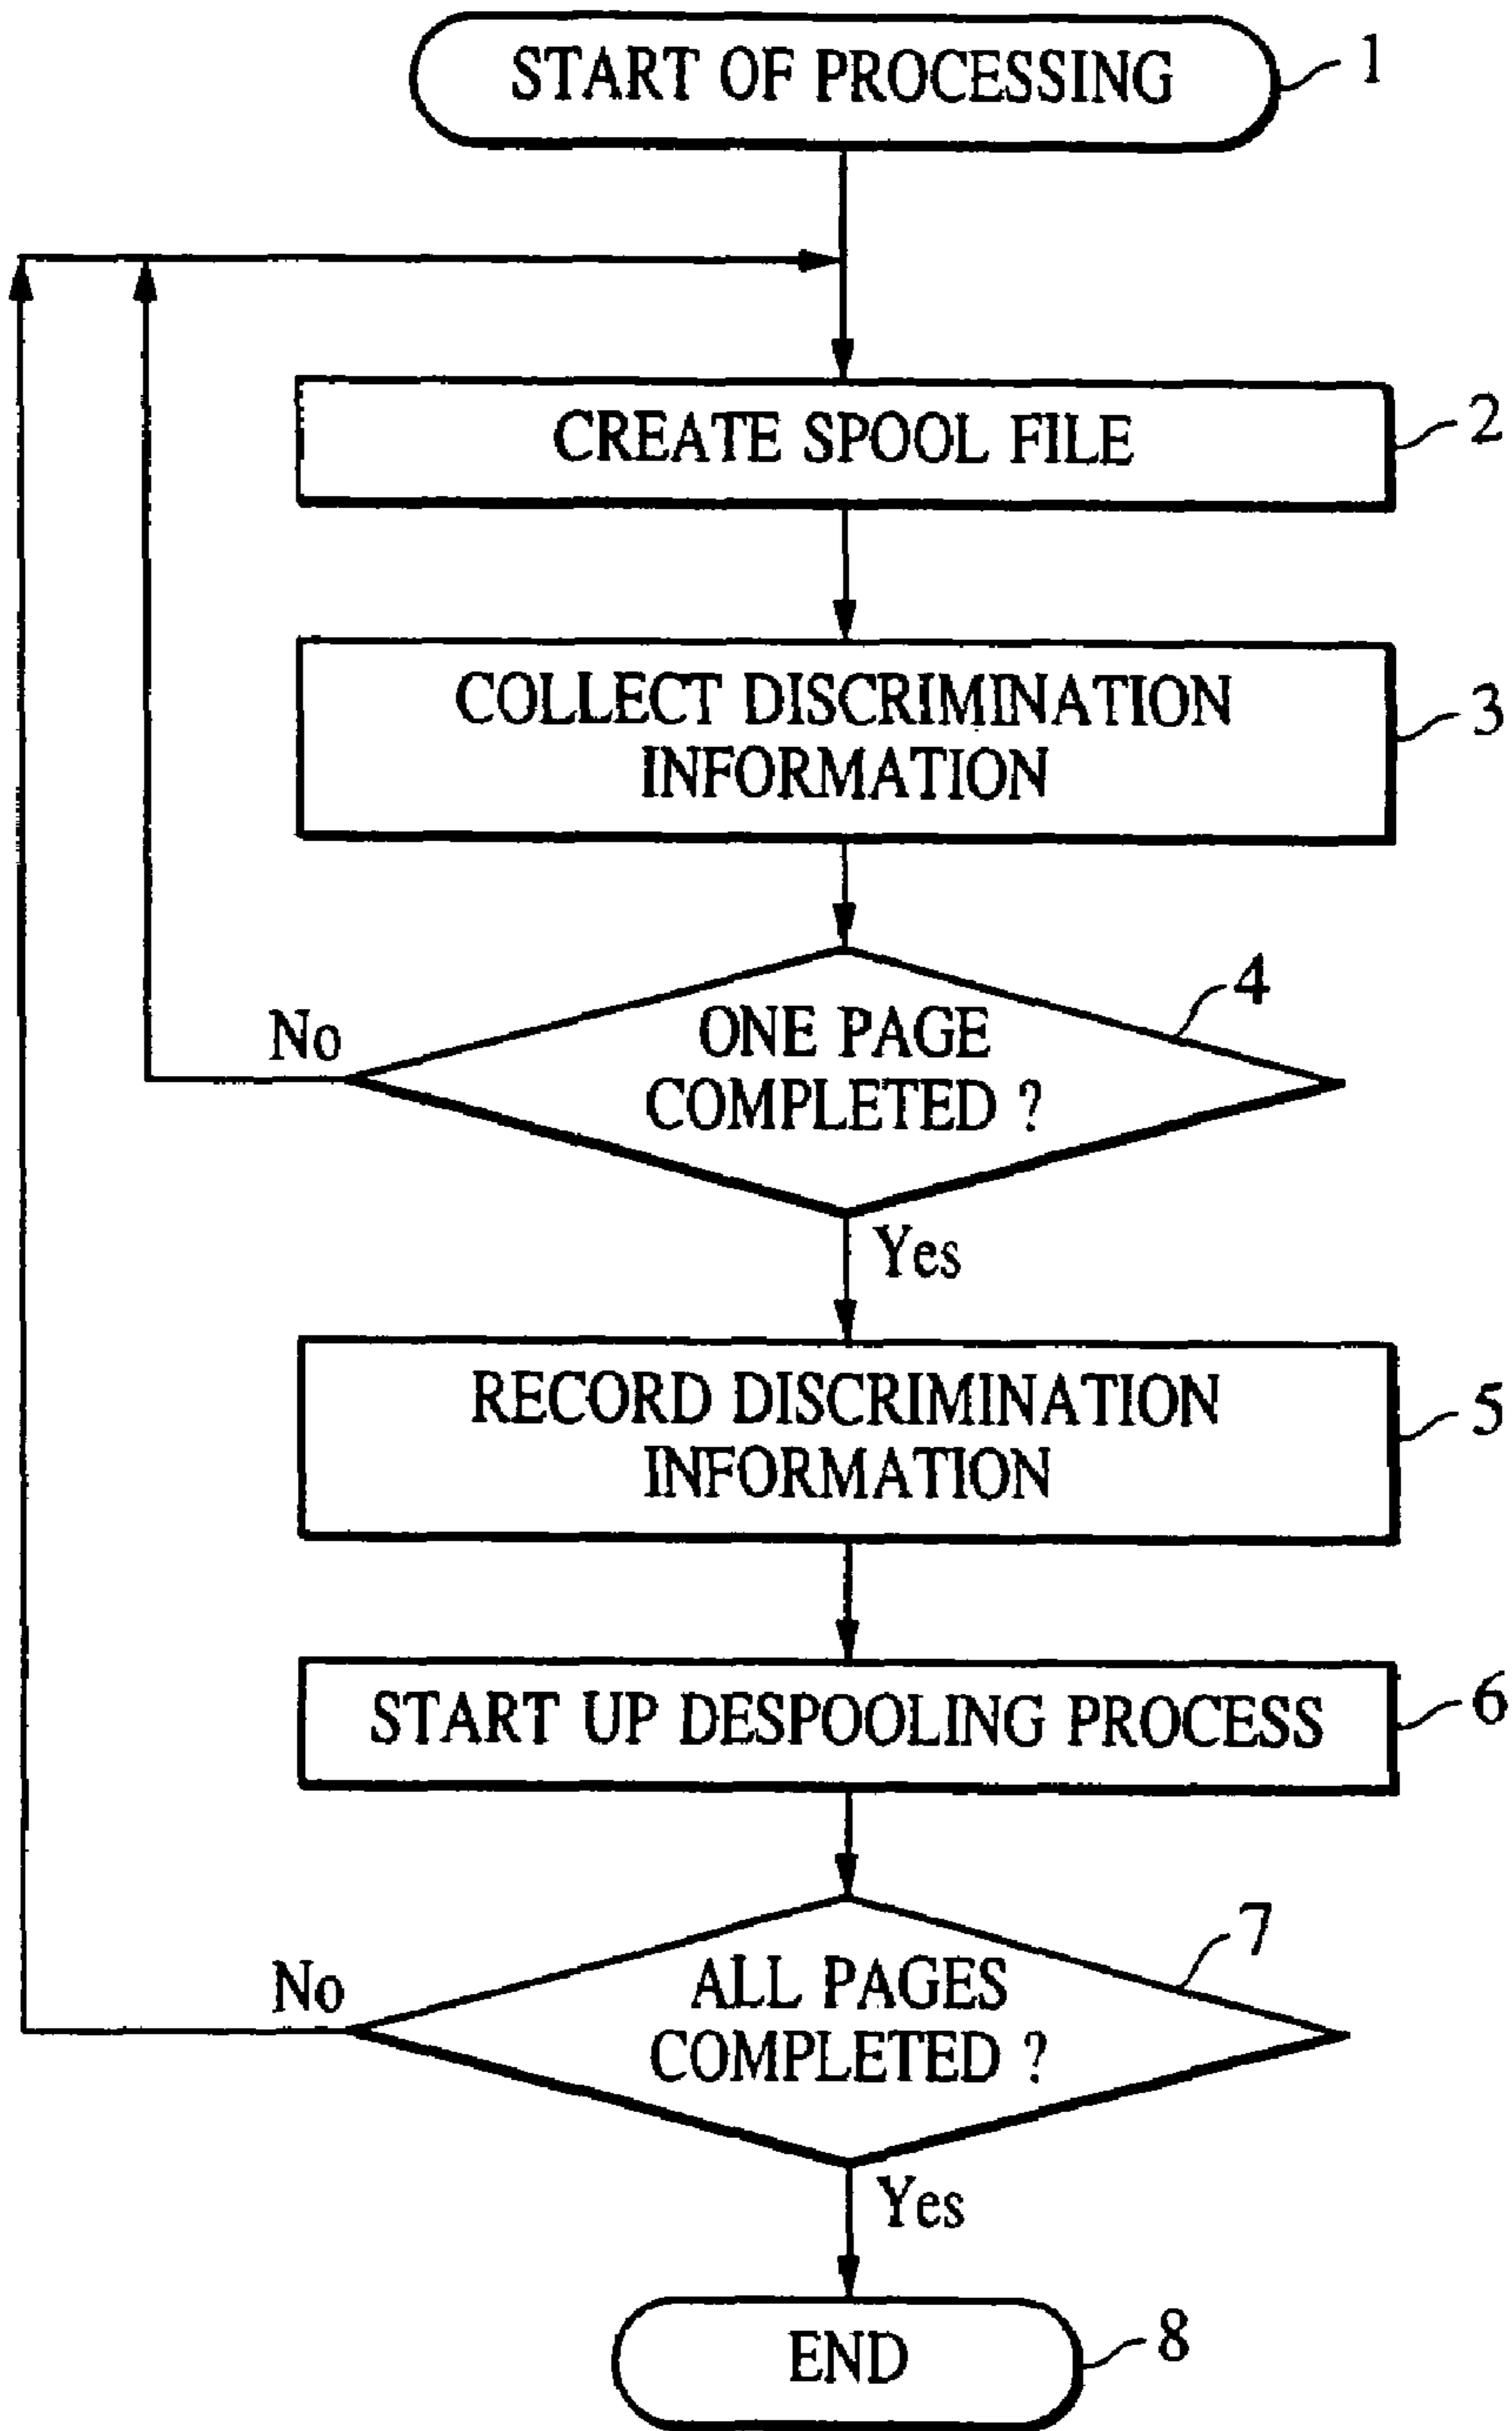 START OF PROCESSING
1
CREATE SPOOL FILE
2
COLLECT DISCRIMINATION
INFORMATION
3
4
No
ONE PAGE
COMPLETED ?
Yes
RECORD DISCRIMINATION
INFORMATION
5
START UP DESPOOLING PROCESS
6
7
No
ALL PAGES
COMPLETED ?
Yes
END
8